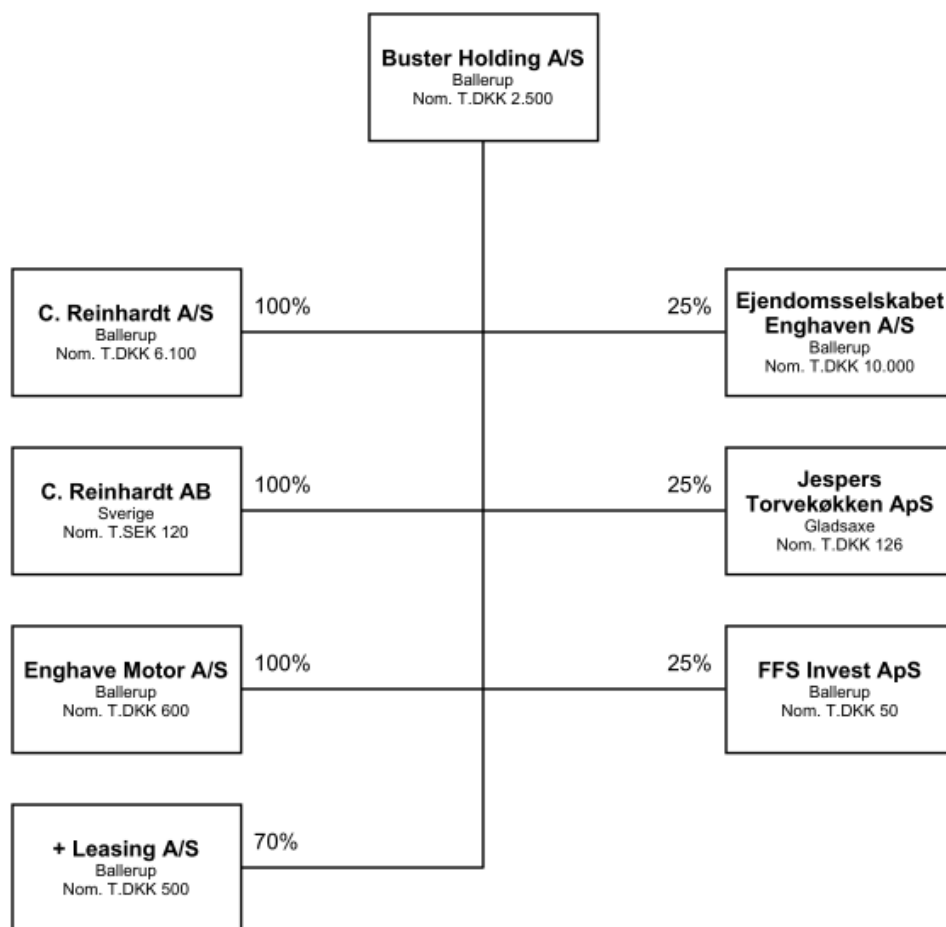 Buster Holding A/S
Ballerup
Nom. T.DKK 2.500
C. Reinhardt A/S
Ballerup
Nom. T.DKK 6.100
100%
25%
Ejendomsselskabet
Enghaven A/S
Ballerup
Nom. T.DKK 10.000
C. Reinhardt AB
Sverige
Nom. T.SEK 120
100%
25%
Jespers
Torvekøkken ApS
Gladsaxe
Nom. T.DKK 126
Enghave Motor A/S
Ballerup
Nom. T.DKK 600
100%
25%
FFS Invest ApS
Ballerup
Nom. T.DKK 50
+ Leasing A/S
Ballerup
Nom. T.DKK 500
70%